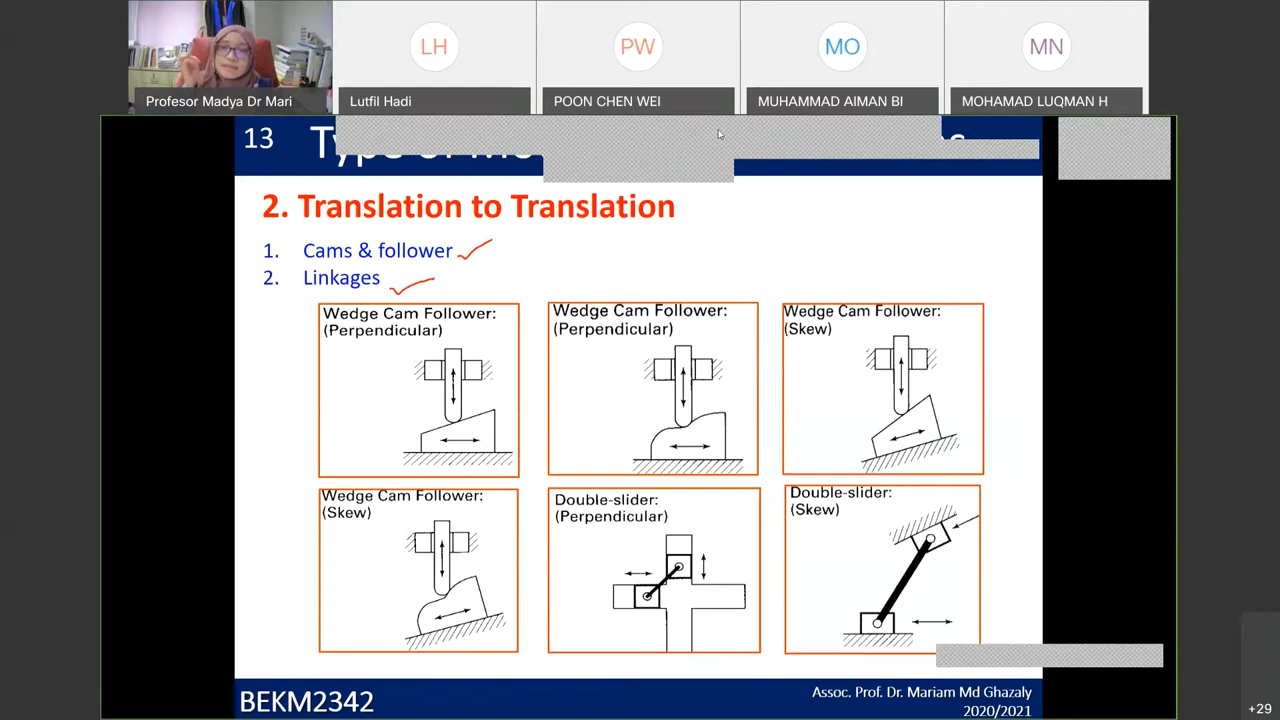 LH
PW
MO
MN
Profesor Madya Dr Mari
Lutfil Hadi
POON CHEN WEI
MUHAMMAD AIMAN BI
MOHAMAD LUQMAN H
13
2. Translation to Translation
1. Cams & follower
2. Linkages
Wedge Cam Follower:
(Perpendicular)
Wedge Cam Follower:
(Perpendicular)
Wedge Cam Follower:
(Skew)
Wedge Cam Follower:
(Skew)
Double-slider:
(Perpendicular)
Double-slider:
(Skew)
BEKM2342
Assoc. Prof. Dr. Mariam Md Ghazaly
2020/2021
+29